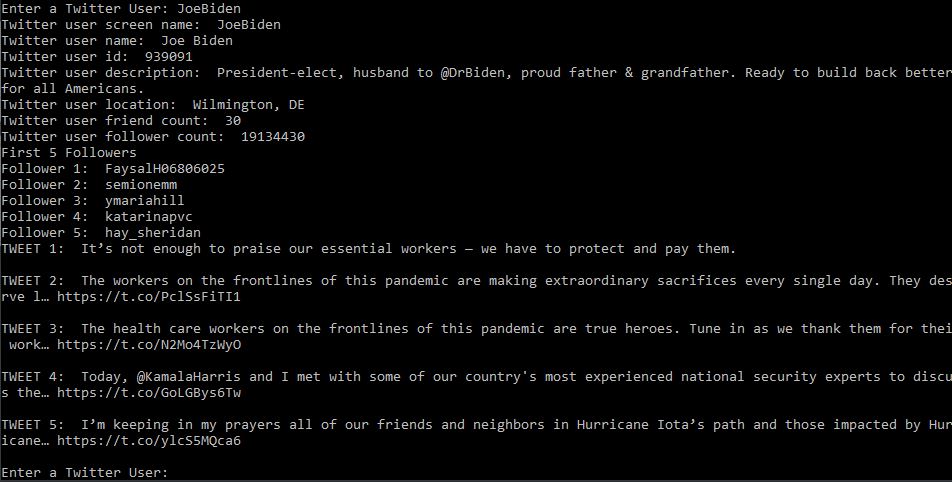 Enter a Twitter User: JoeBiden
Twitter user screen name:  JoeBiden
Twitter user name:  Joe Biden
Twitter user id:  939091
Twitter user description:  President-elect, husband to @DrBiden, proud father & grandfather. Ready to build back better
for all Americans.
Twitter user location:  Wilmington, DE
Twitter user friend count:  30
Twitter user follower count:  19134430
First 5 Followers
Follower 1:  FaysalH06806025
Follower 2:  semionemm
Follower 3:  ymariahill
Follower 4:  katarinapvc
Follower 5:  hay_sheridan
TWEET 1:  It’s not enough to praise our essential workers — we have to protect and pay them.
TWEET 2:  The workers on the frontlines of this pandemic are making extraordinary sacrifices every single day. They des
rve l… https://t.co/PclSsFiTI1
TWEET 3:  The health care workers on the frontlines of this pandemic are true heroes. Tune in as we thank them for thei
work… https://t.co/N2Mo4TzWyO
TWEET 4:  Today, @KamalaHarris and I met with some of our country's most experienced national security experts to discu
s the… https://t.co/GoLGBys6Tw
TWEET 5:  I’m keeping in my prayers all of our friends and neighbors in Hurricane Iota’s path and those impacted by Hur
icane… https://t.co/ylcS5MQca6
Enter a Twitter User: